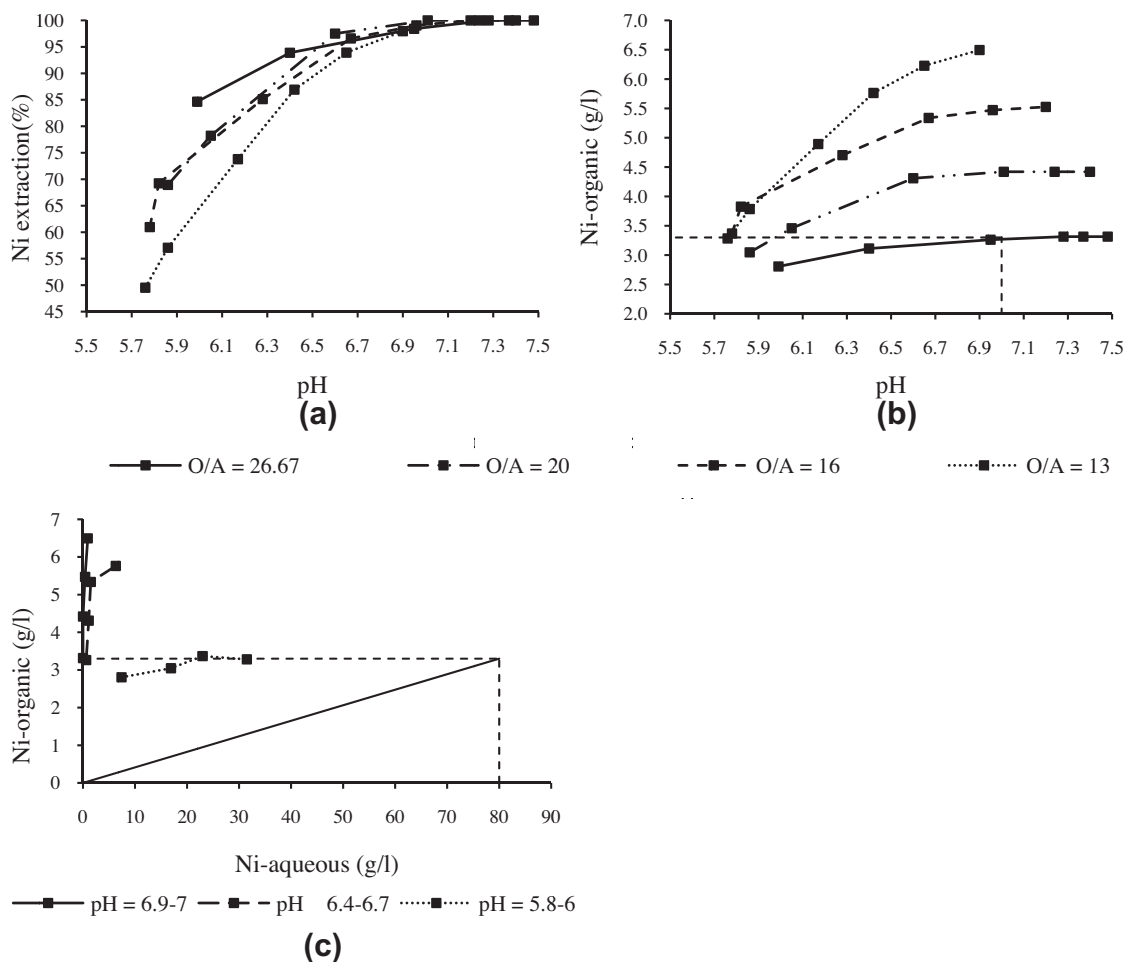 Ni extraction(%)
100
95
90
85
80
75
70
65
60
55
50
45
5.5 5.7 5.9 6.1 6.3 6.5 6.7 6.9 7.1 7.3 7.5
pH
(a)
Ni-organic (g/l)
7.0
6.5
6.0
5.5
5.0
4.5
4.0
3.5
3.0
2.5
2.0
5.5 5.7 5.9 6.1 6.3 6.5 6.7 6.9 7.1 7.3 7.5
pH
(b)
O/A = 26.67 O/A = 20 O/A = 16 O/A = 13
Ni-organic (g/l)
7
6
5
4
3
2
1
0
0 10 20 30 40 50 60 70 80 90
Ni-aqueous (g/l)
pH = 6.9-7 pH 6.4-6.7 pH = 5.8-6
(c)